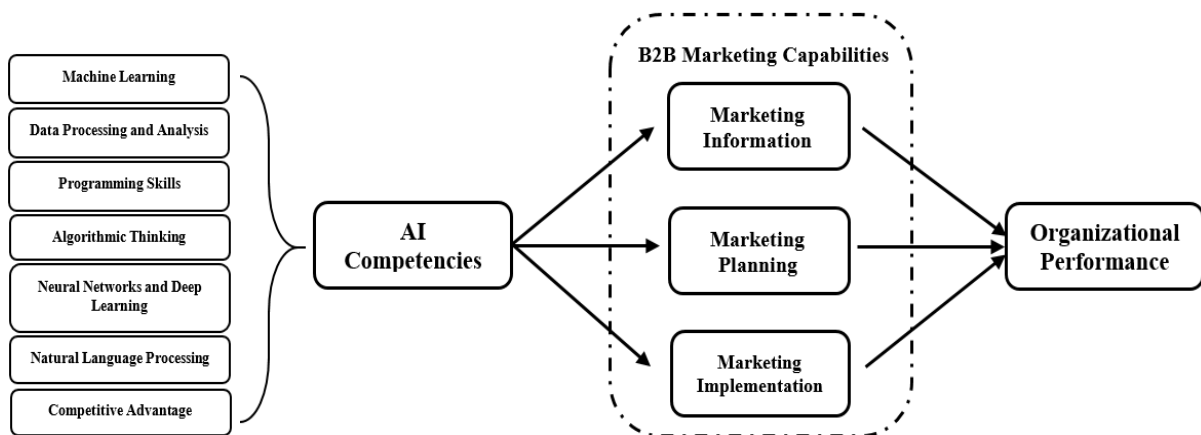 Machine Learning
Data Processing and Analysis
Programming Skills
Algorithmic Thinking
Neural Networks and Deep
Learning
Natural Language Processing
Competitive Advantage
AI
Competencies
B2B Marketing Capabilities
Marketing
Information
Marketing
Planning
Marketing
Implementation
Organizational
Performance